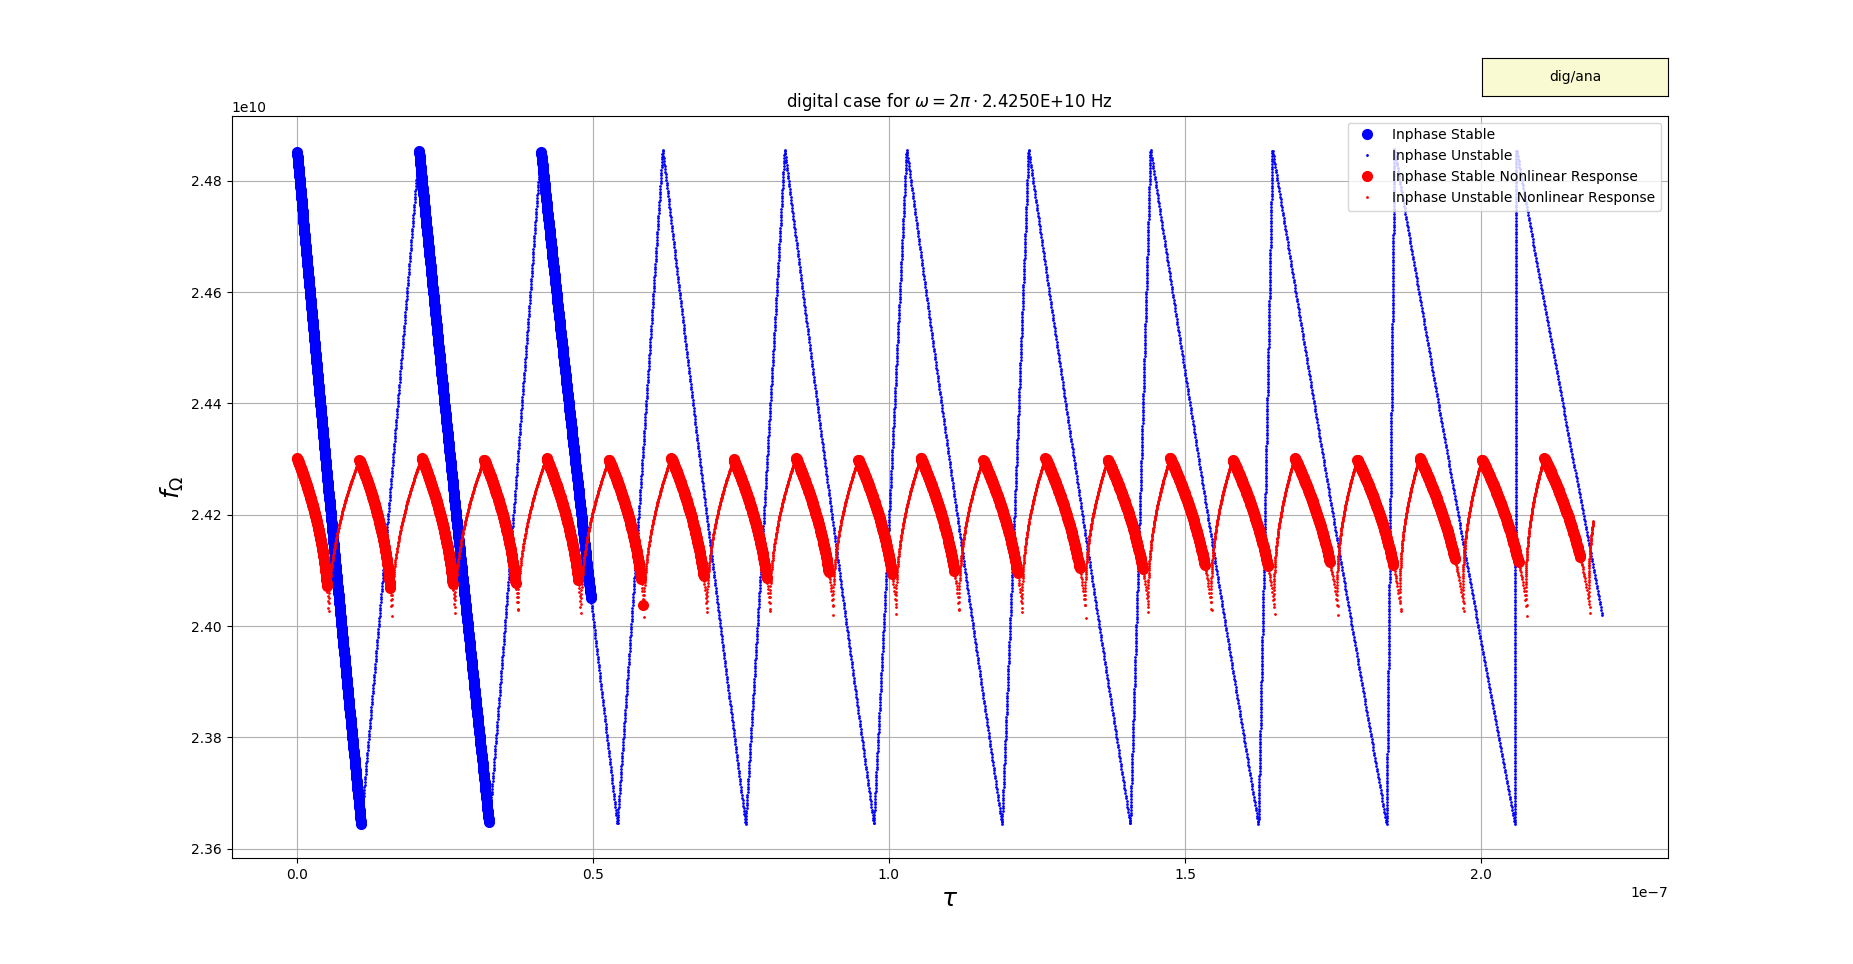 dig/ana
digital case for ω = 2π · 2.4250E+10 Hz
1e10
Inphase Stable
Inphase Unstable
Inphase Stable Nonlinear Response
Inphase Unstable Nonlinear Response
2.48
2.46
2.44
2.42
2.40
2.38
2.36
f_Ω
0.0 0.5 1.0 1.5 2.0
1e−7
τ